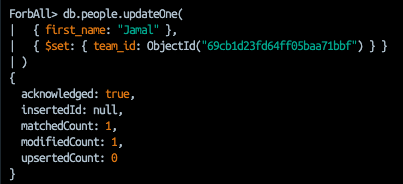 ForbAll> db.people.updateOne(
|   { first_name: "Jamal" },
|   { $set: { team_id: ObjectId("69cb1d23fd64ff05baa71bbf") } }
| )
{
  acknowledged: true,
  insertedId: null,
  matchedCount: 1,
  modifiedCount: 1,
  upsertedCount: 0
}